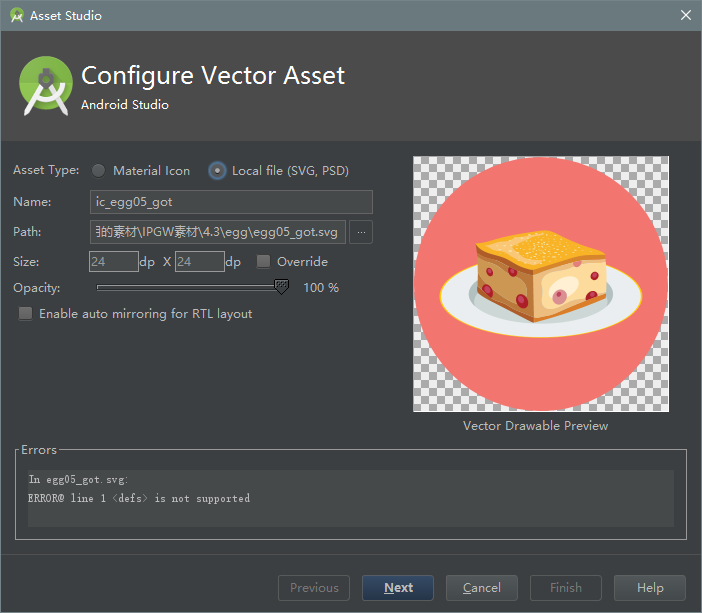 Asset Studio
Configure Vector Asset
Android Studio
Asset Type: Material Icon Local file (SVG, PSD)
Name: ic_egg05_got
Path: 的素材\IPGW素材\4.3\egg\egg05_got.svg ...
Size: 24 dp X 24 dp Override
Opacity: 100 %
Enable auto mirroring for RTL layout
Vector Drawable Preview
Errors
In egg05_got.svg:
ERROR@ line 1 <defs> is not supported
Previous Next Cancel Finish Help